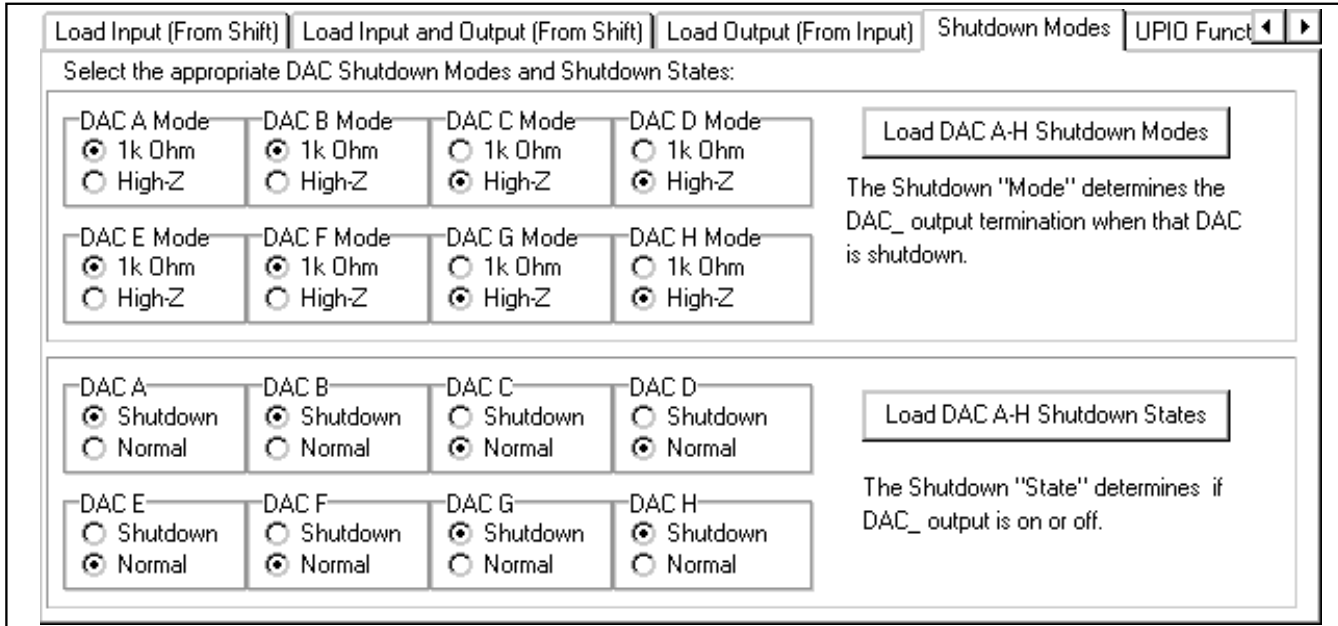 Load Input (From Shift) Load Input and Output (From Shift) Load Output (From Input) Shutdown Modes UPIO Funct
Select the appropriate DAC Shutdown Modes and Shutdown States:
DAC A Mode DAC B Mode DAC C Mode DAC D Mode
1k Ohm 1k Ohm 1k Ohm 1k Ohm
High-Z High-Z High-Z High-Z
DAC E Mode DAC F Mode DAC G Mode DAC H Mode
1k Ohm 1k Ohm 1k Ohm 1k Ohm
High-Z High-Z High-Z High-Z
Load DAC A-H Shutdown Modes
The Shutdown "Mode" determines the
DAC_ output termination when that DAC
is shutdown.
DAC A DAC B DAC C DAC D
Shutdown Shutdown Shutdown Shutdown
Normal Normal Normal Normal
DAC E DAC F DAC G DAC H
Shutdown Shutdown Shutdown Shutdown
Normal Normal Normal Normal
Load DAC A-H Shutdown States
The Shutdown "State" determines if
DAC_ output is on or off.